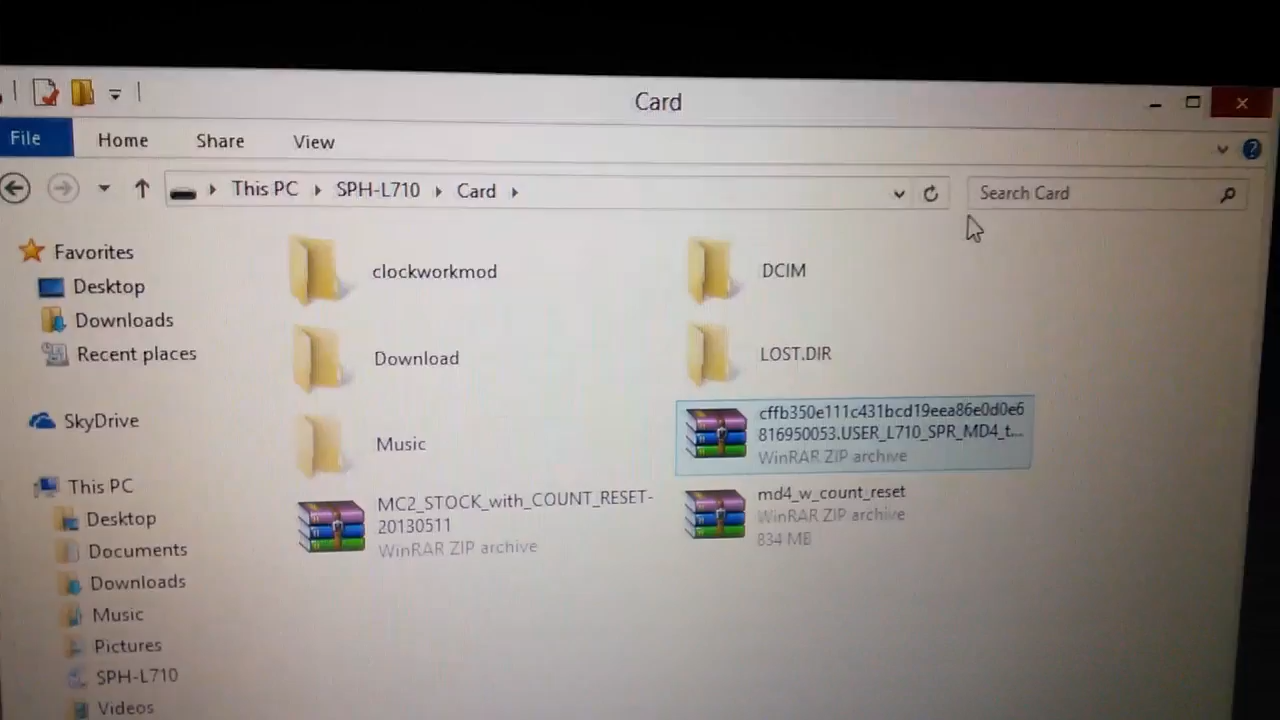 Card
File Home Share View
This PC SPH-L710 Card
Search Card
Favorites
Desktop
Downloads
Recent places
SkyDrive
This PC
Desktop
Documents
Downloads
Music
Pictures
SPH-L710
Videos
clockworkmod
DCIM
Download
LOST.DIR
Music
cffb350e111c431bcd19eea86e0d0e6
816950053.USER_L710_SPR_MD4_t...
WinRAR ZIP archive
MC2_STOCK_with_COUNT_RESET-
20130511
WinRAR ZIP archive
md4_w_count_reset
WinRAR ZIP archive
834 MB